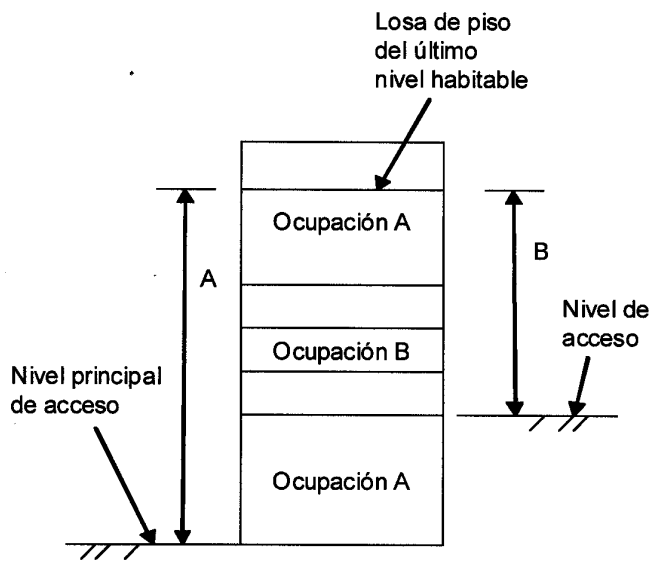 Losa de piso
del último
nivel habitable
Ocupación A
A
B
Nivel de
acceso
Ocupación B
Nivel principal
de acceso
Ocupación A